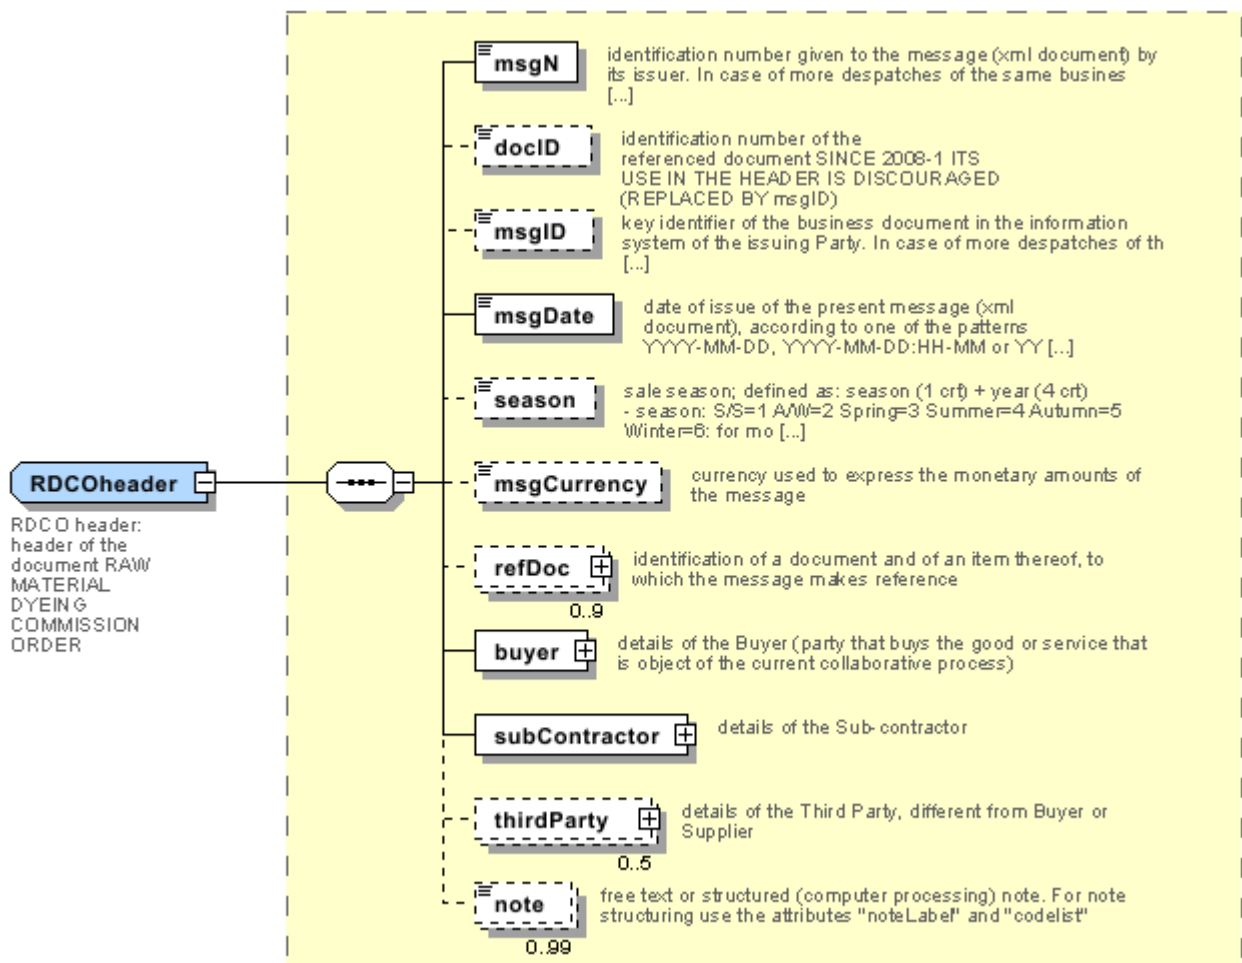 msgN
identification number given to the message (xml document) by
its issuer. In case of more despatches of the same busines
[...]
docID
identification number of the
referenced document SINCE 2008-1 ITS
USE IN THE HEADER IS DISCOURAGED
(REPLACED BY msgID)
msgID
key identifier of the business document in the information
system of the issuing Party. In case of more despatches of th
[...]
msgDate
date of issue of the present message (xml
document), according to one of the patterns
YYYY-MM-DD, YYYY-MM-DD:HH-MM or YY [...]
season
sale season; defined as: season (1 crt) + year (4 crt)
- season: S/S=1 A/W=2 Spring=3 Summer=4 Autumn=5
Winter=6: for mo [...]
RDCOheader
RDCO header:
header of the
document RAW
MATERIAL
DYEING
COMMISSION
ORDER
msgCurrency
currency used to express the monetary amounts of
the message
refDoc
0..9
identification of a document and of an item thereof, to
which the message makes reference
buyer
details of the Buyer (party that buys the good or service that
is object of the current collaborative process)
subContractor
details of the Sub-contractor
thirdParty
0..5
details of the Third Party, different from Buyer or
Supplier
note
0..99
free text or structured (computer processing) note. For note
structuring use the attributes "noteLabel" and "codelist"